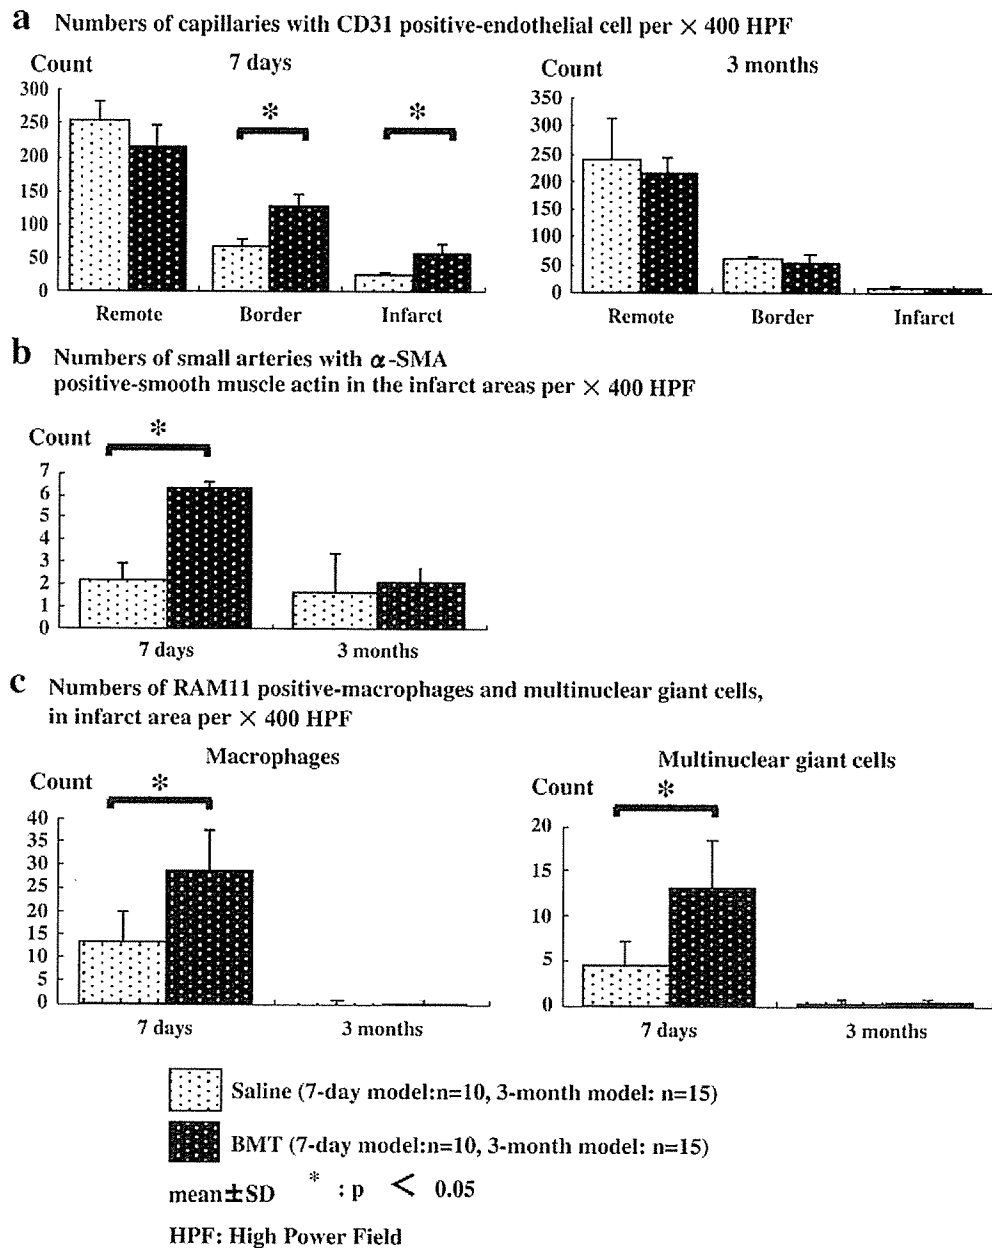 a Numbers of capillaries with CD31 positive-endothelial cell per × 400 HPF
Count 7 days
300
250
200
150
100
50
0
* *
Remote Border Infarct
Count 3 months
350
300
250
200
150
100
50
0
Remote Border Infarct
b Numbers of small arteries with α-SMA
positive-smooth muscle actin in the infarct areas per × 400 HPF
Count *
7
6
5
4
3
2
1
0
7 days 3 months
c Numbers of RAM11 positive-macrophages and multinuclear giant cells,
in infarct area per × 400 HPF
Macrophages
Count *
40
35
30
25
20
15
10
5
0
7 days 3 months
Multinuclear giant cells
Count *
20
15
10
5
0
7 days 3 months
Saline (7-day model:n=10, 3-month model: n=15)
BMT (7-day model:n=10, 3-month model: n=15)
mean±SD * : p < 0.05
HPF: High Power Field